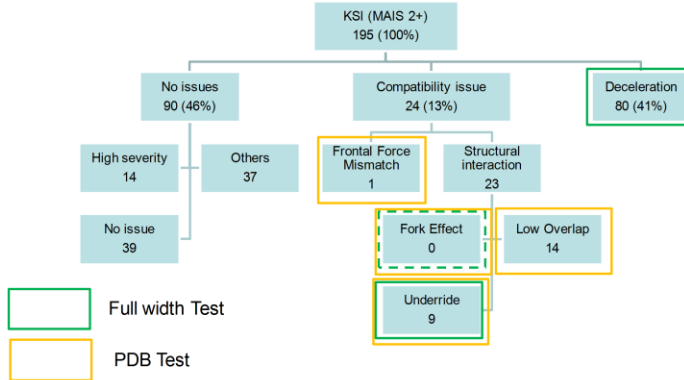 KSI (MAIS 2+)
195 (100%)
No issues
90 (46%)
Compatibility issue
24 (13%)
Deceleration
80 (41%)
High severity
14
Others
37
Frontal Force
Mismatch
1
Structural
interaction
23
No issue
39
Fork Effect
0
Low Overlap
14
Underride
9
Full width Test
PDB Test